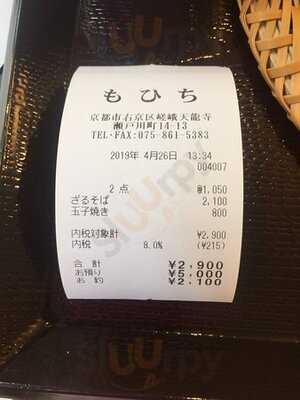 もひち
京都市右京区嵯峨天龍寺
瀬戸川町14-13
TEL・FAX:075-861-5383
2019年 4月26日 13:34
004007
2点 @1,050
ざるそば 2,100
玉子焼き 800
内税対象計 ¥2,900
内税 8.0% (¥215)
合計 ¥2,900
お預り ¥5,000
お釣 ¥2,100